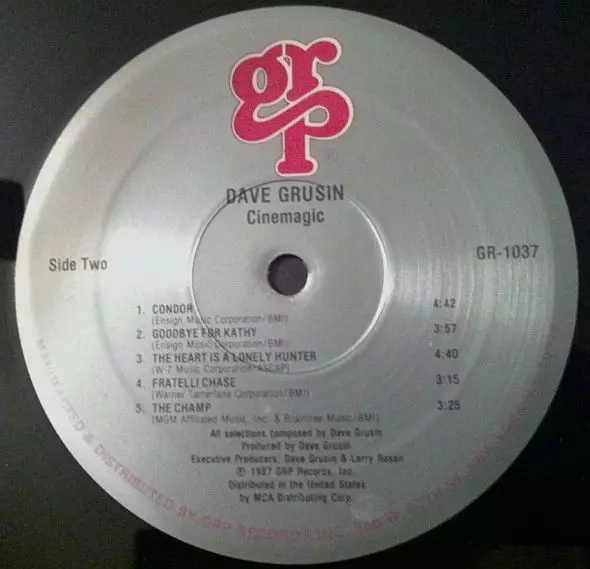 grp
®
DAVE GRUSIN
Cinemagic
Side Two
GR-1037
1. CONDOR 4:42
(Ensign Music Corporation/BMI)
2. GOODBYE FOR KATHY 3:57
(Ensign Music Corporation/BMI)
3. THE HEART IS A LONELY HUNTER 4:40
(W-7 Music Corporation/ASCAP)
4. FRATELLI CHASE 3:15
(Warner Tamerlane Corporation/BMI)
5. THE CHAMP 3:25
(MGM Affiliated Music, Inc. & Braintree Music/BMI)
All selections composed by Dave Grusin
Produced by Dave Grusin
Executive Producers: Dave Grusin & Larry Rosen
℗ 1987 GRP Records, Inc.
Distributed in the United States
by MCA Distributing Corp.
MANUFACTED & DISTRIBUTED BY GRP RECORDS INC.